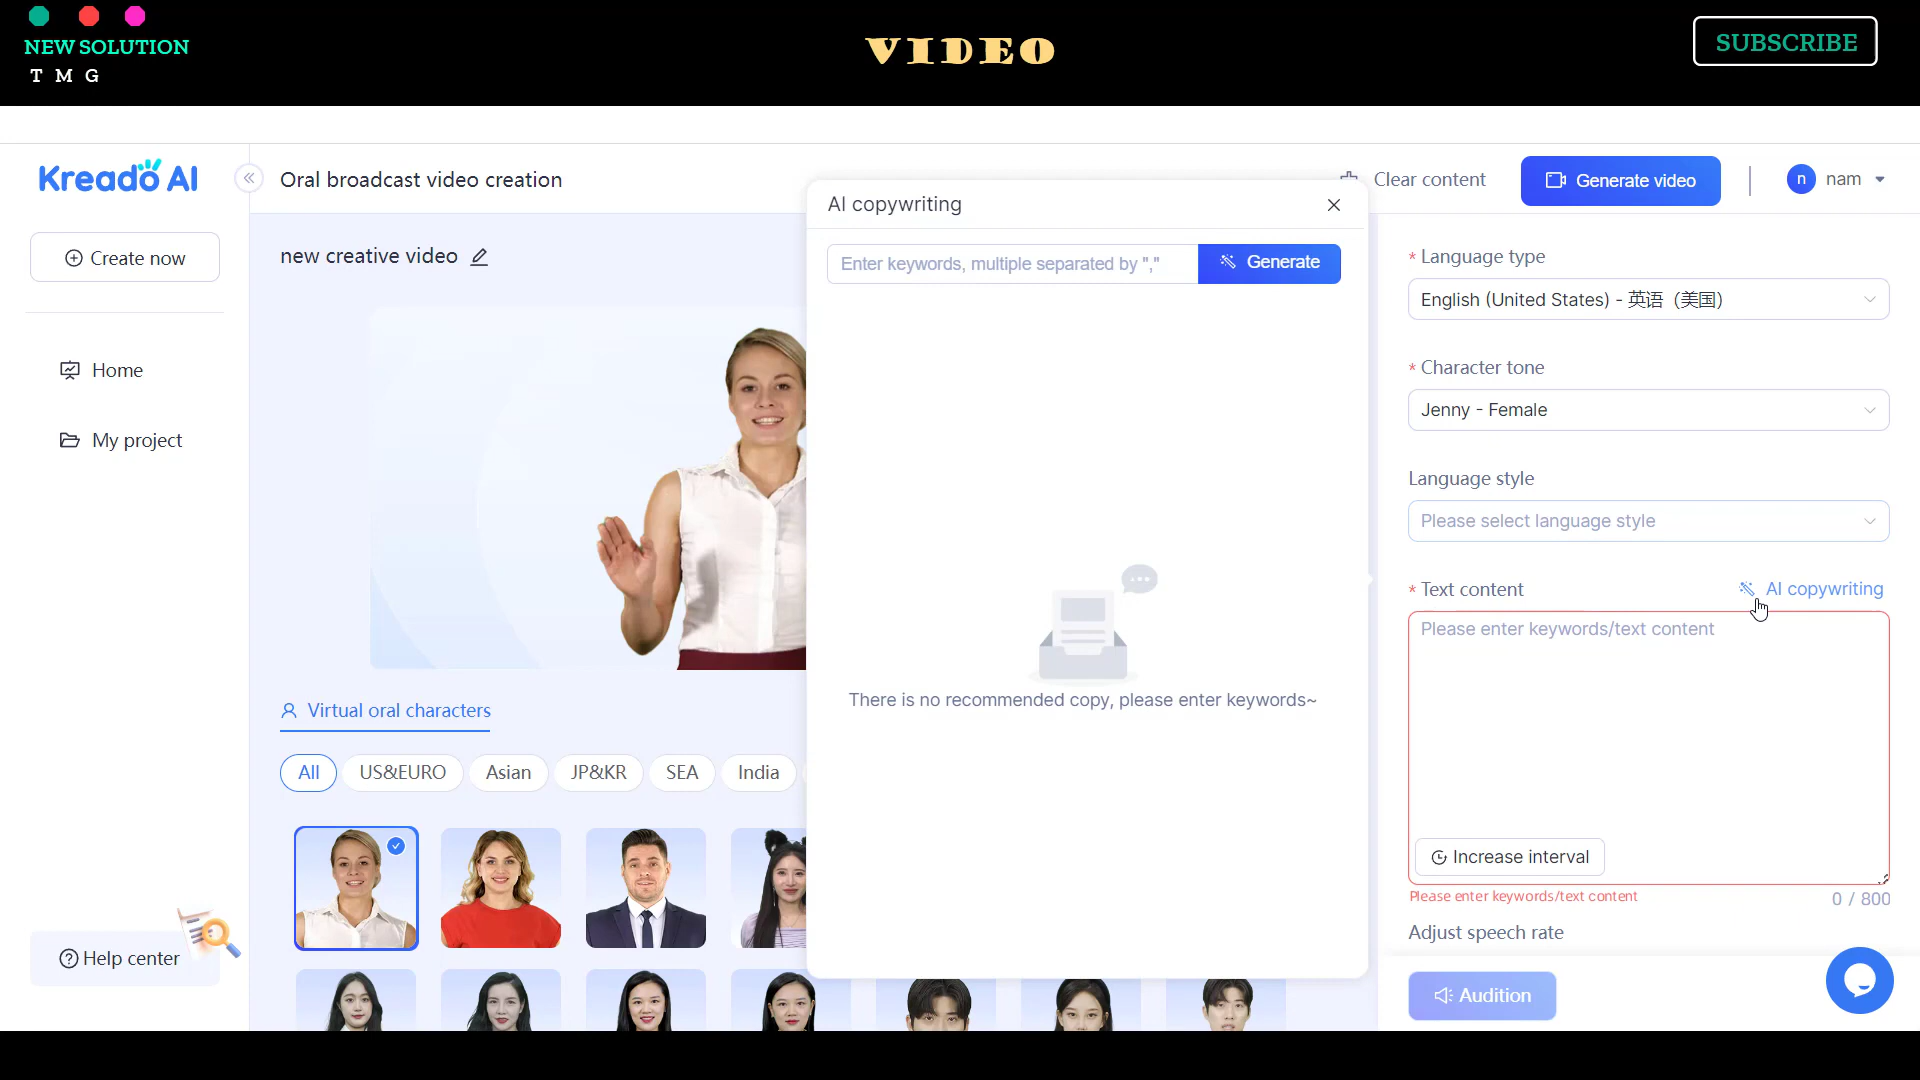 NEW SOLUTION
T M G
VIDEO
SUBSCRIBE
Kreado AI
Oral broadcast video creation
Clear content
Generate video
n nam
Create now
Home
My project
Help center
new creative video
Virtual oral characters
All US&EURO Asian JP&KR SEA India
AI copywriting
Enter keywords, multiple separated by ","
Generate
There is no recommended copy, please enter keywords~
* Language type
English (United States) - 英语（美国）
* Character tone
Jenny - Female
Language style
Please select language style
* Text content
AI copywriting
Please enter keywords/text content
Increase interval
Please enter keywords/text content
0 / 800
Adjust speech rate
Audition